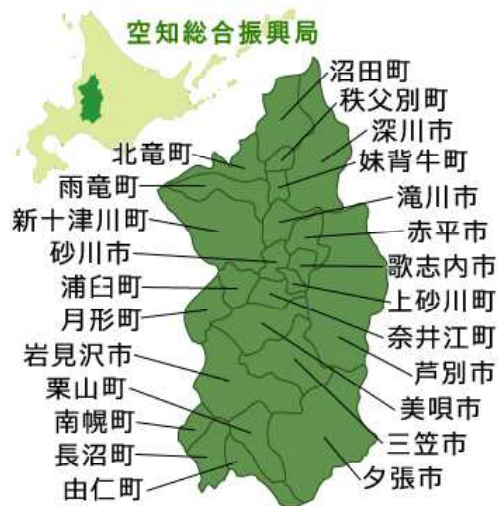 空知総合振興局
沼田町
秩父別町
深川市
妹背牛町
滝川市
赤平市
歌志内市
上砂川町
奈井江町
芦別市
美唄市
三笠市
夕張市
北竜町
雨竜町
新十津川町
砂川市
浦臼町
月形町
岩見沢市
栗山町
南幌町
長沼町
由仁町